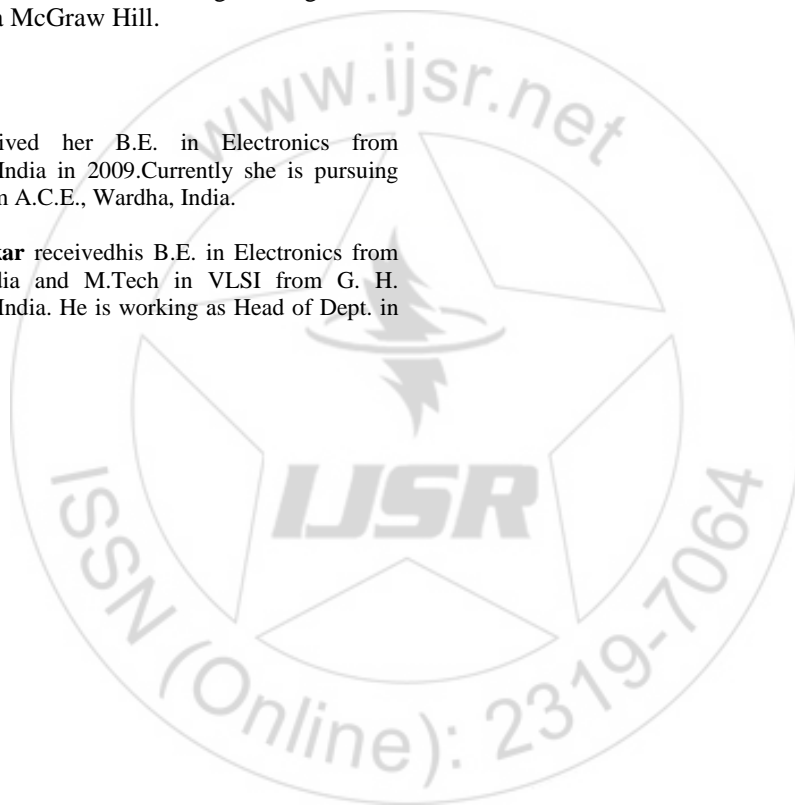 a McGraw Hill.
ived her B.E. in Electronics from
India in 2009.Currently she is pursuing
A.C.E., Wardha, India.
kar receivedhis B.E. in Electronics from
dia and M.Tech in VLSI from G. H.
India. He is working as Head of Dept. in
www.ijsr.net
IJSR
ISSN (Online): 2319-7064